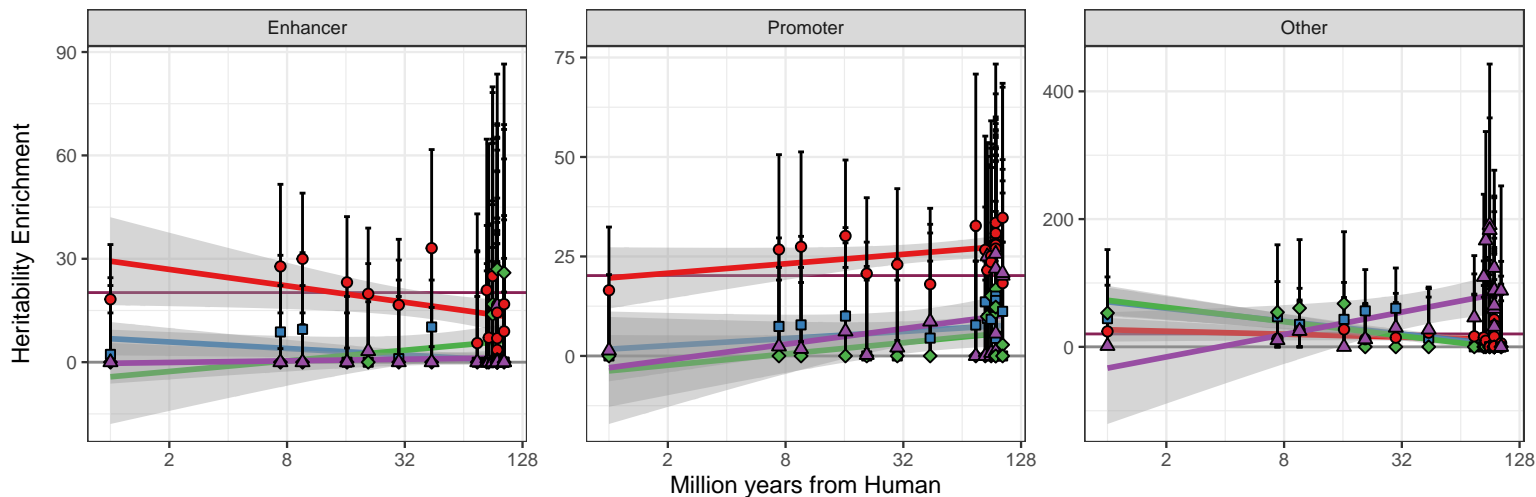 Enhancer
Promoter
Other
Heritability Enrichment
90
60
30
0
75
50
25
0
400
200
0
2 8 32 128
2 8 32 128
2 8 32 128
Million years from Human